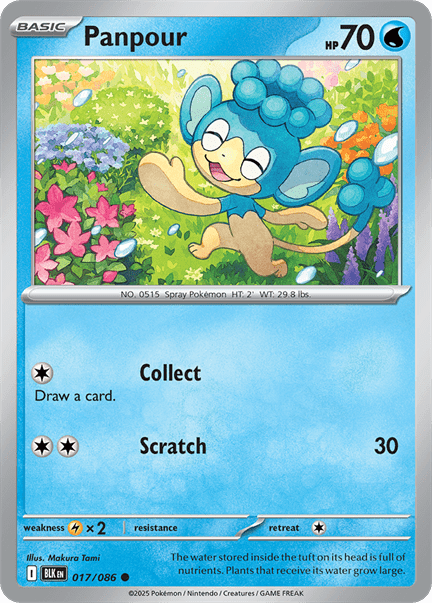 BASIC
Panpour
HP 70
NO. 0515 Spray Pokémon HT: 2' WT: 29.8 lbs.
Collect
Draw a card.
Scratch 30
weakness ×2 resistance retreat
Illus. Makura Tami
I BLK EN 017/086
The water stored inside the tuft on its head is full of
nutrients. Plants that receive its water grow large.
©2025 Pokémon / Nintendo / Creatures / GAME FREAK